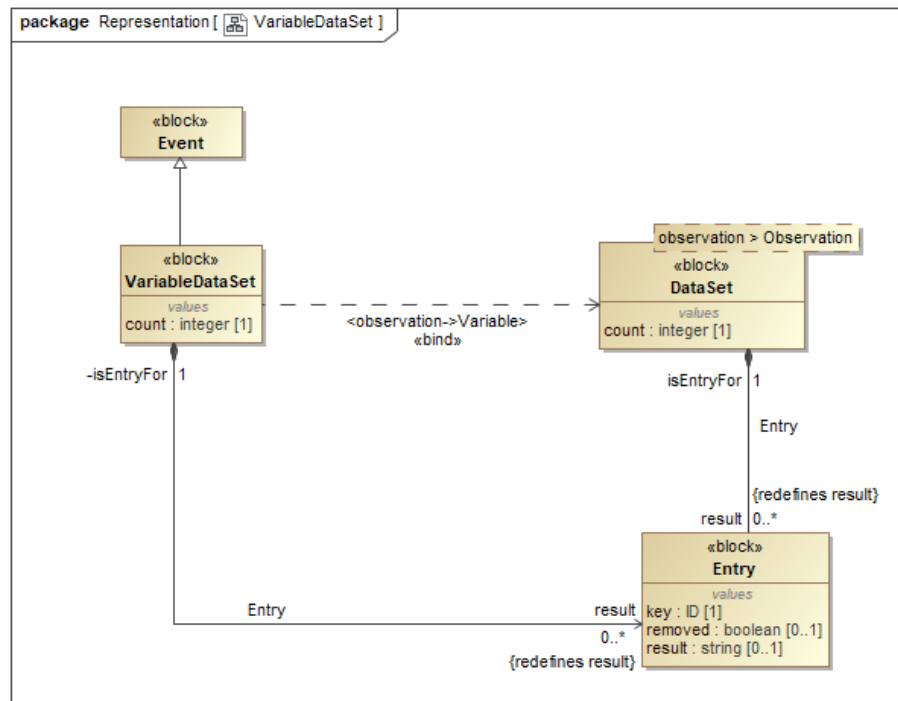 package Representation [ VariableDataSet ]
«block»
Event
«block»
VariableDataSet
values
count : integer [1]
<observation->Variable>
«bind»
observation > Observation
«block»
DataSet
values
count : integer [1]
-isEntryFor 1
isEntryFor 1
Entry
{redefines result}
result 0..*
«block»
Entry
values
key : ID [1]
removed : boolean [0..1]
result : string [0..1]
Entry
result
0..*
{redefines result}